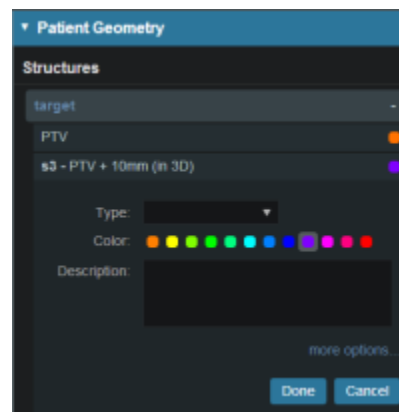 Patient Geometry
Structures
target -
PTV
s3 - PTV + 10mm (in 3D)
Type:
Color:
Description:
more options...
Done Cancel